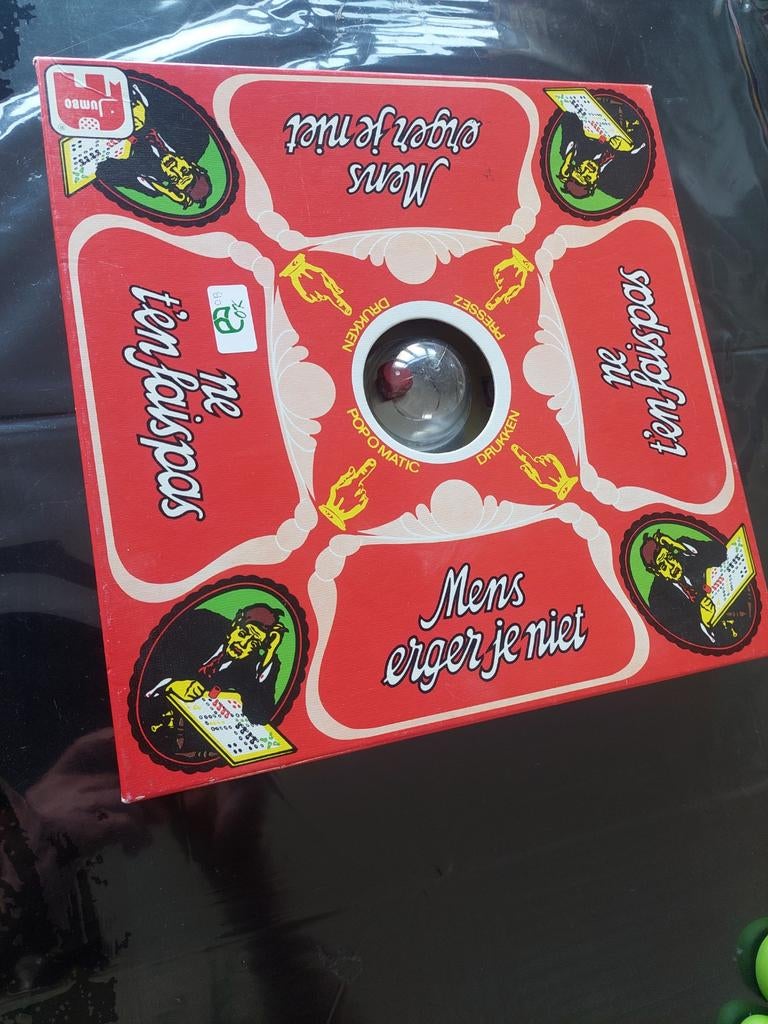 JUMBO
Mens
erger je niet
ne
t'en fais pas
ne
t'en fais pas
DRUKKEN
PRESSEZ
POP O MATIC
DRUKKEN
Mens
erger je niet